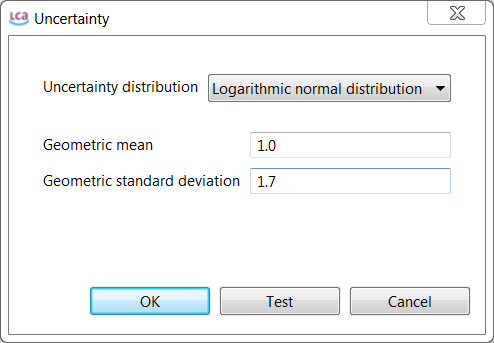 LCa Uncertainty
Uncertainty distribution Logarithmic normal distribution
Geometric mean 1.0
Geometric standard deviation 1.7
OK Test Cancel